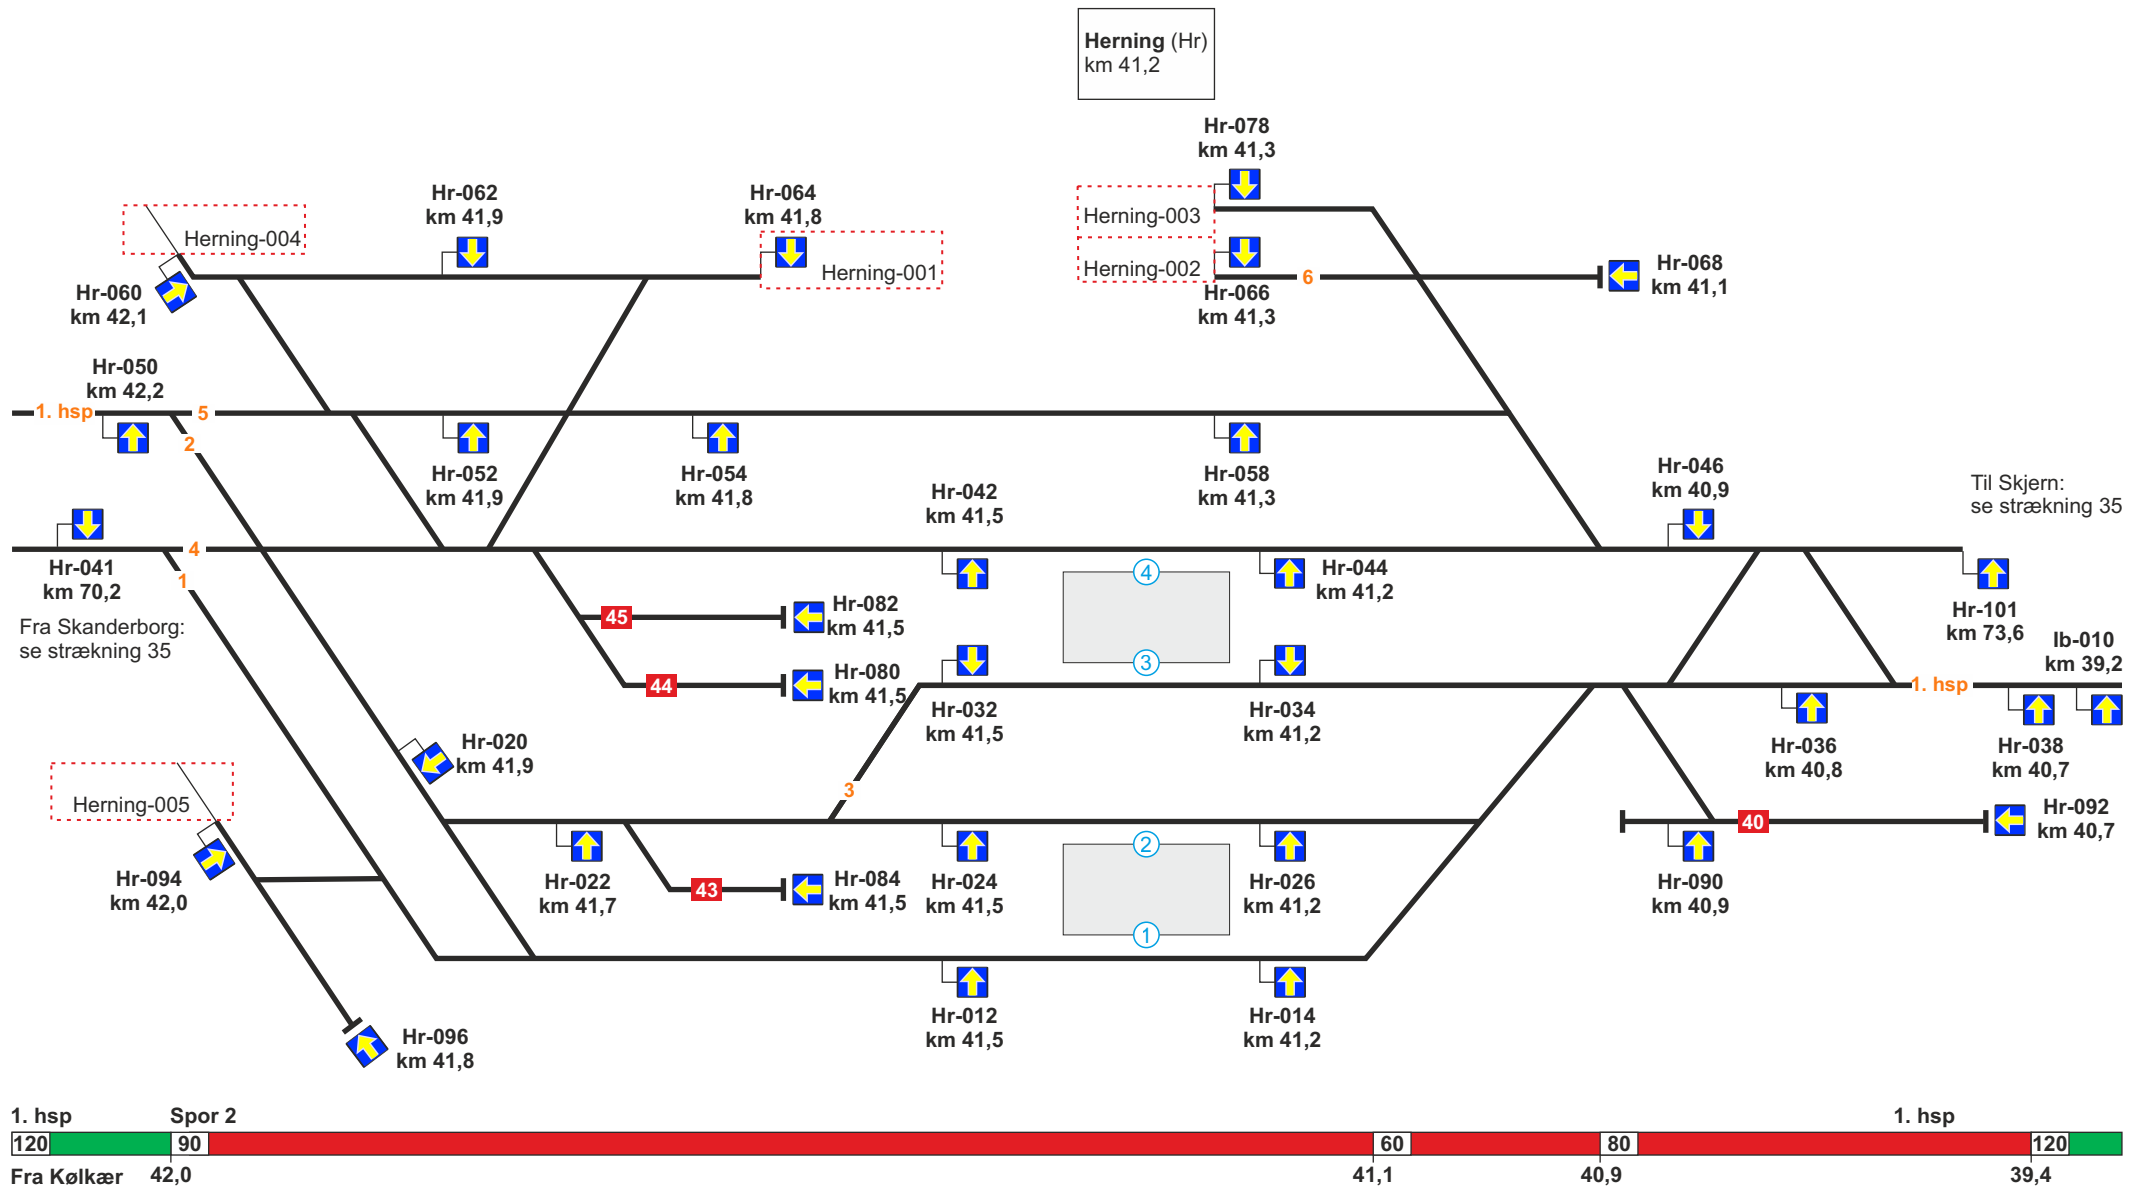 Herning (Hr)
km 41,2
Hr-078
km 41,3
Hr-062
km 41,9
Hr-064
km 41,8
Herning-003
Herning-004
Herning-001
Herning-002
Hr-060
km 42,1
Hr-066
km 41,3
6
Hr-068
km 41,1
Hr-050
km 42,2
1. hsp
5
2
Hr-052
km 41,9
Hr-054
km 41,8
Hr-058
km 41,3
Hr-042
km 41,5
Hr-046
km 40,9
Til Skjern:
se strækning 35
4
1
Hr-041
km 70,2
Fra Skanderborg:
se strækning 35
4
Hr-044
km 41,2
45
Hr-082
km 41,5
Hr-101
km 73,6
Ib-010
km 39,2
3
44
Hr-080
km 41,5
1. hsp
Hr-032
km 41,5
Hr-034
km 41,2
Hr-020
km 41,9
Hr-036
km 40,8
Hr-038
km 40,7
3
Herning-005
40
Hr-092
km 40,7
2
Hr-094
km 42,0
Hr-022
km 41,7
43
Hr-084
km 41,5
Hr-024
km 41,5
Hr-026
km 41,2
Hr-090
km 40,9
1
Hr-096
km 41,8
Hr-012
km 41,5
Hr-014
km 41,2
1. hsp
Spor 2
1. hsp
120
90
60
80
120
Fra Kølkær
42,0
41,1
40,9
39,4